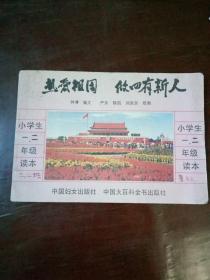 热爱祖国 做四有新人
小学生
一、二
年级
读本
小学生
一、二
年级
读本
中国妇女出版社 中国大百科全书出版社